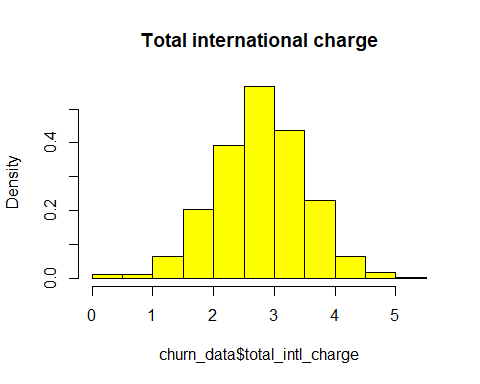 Total international charge
Density
0.4
0.2
0.0
0 1 2 3 4 5
churn_data$total_intl_charge